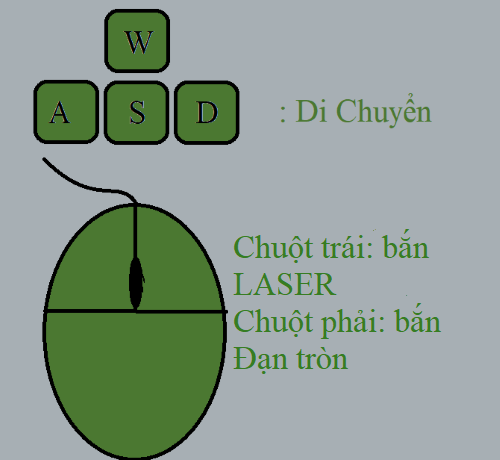 W
A S D : Di Chuyển
Chuột trái: bắn
LASER
Chuột phải: bắn
Đạn tròn